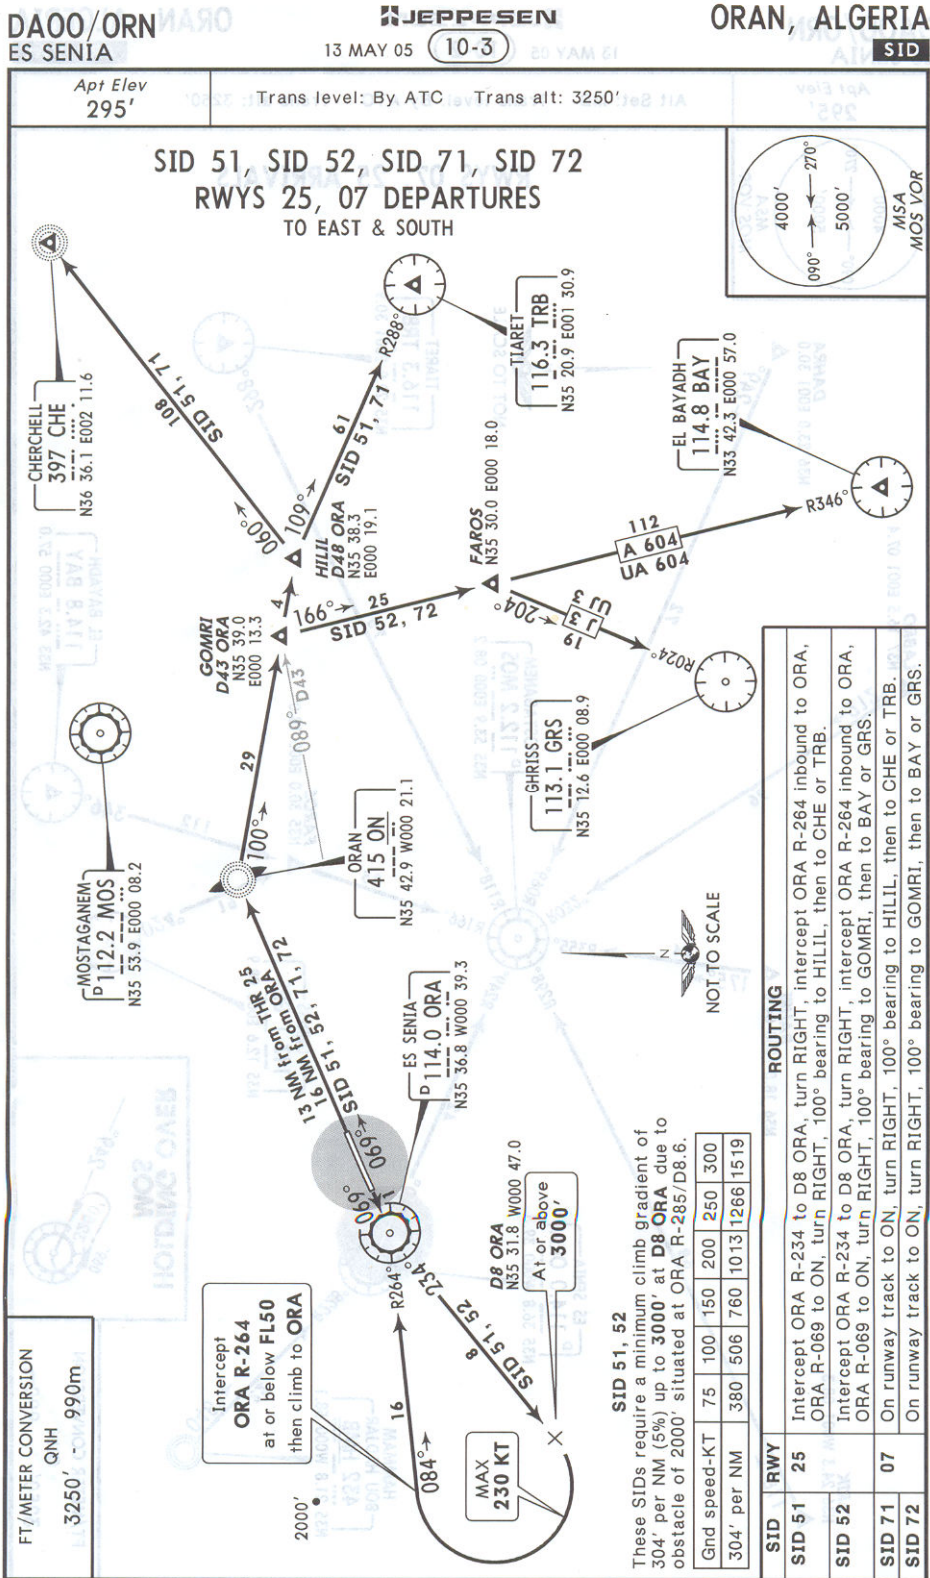 DAOO/ORN
ES SENIA
JEPPESEN
13 MAY 05 10-3
ORAN, ALGERIA
SID
Apt Elev
295'
Trans level: By ATC Trans alt: 3250'
SID 51, SID 52, SID 71, SID 72
RWYS 25, 07 DEPARTURES
TO EAST & SOUTH
270°
4000'
5000'
090°
MSA
MOS VOR
CHERCHELL
397 CHE
N36 36.1 E002 11.6
108
SID 51, 71
060°
R288°
61
SID 51, 71
109°
TIARET
116.3 TRB
N35 20.9 E001 30.9
HILIL
D48 ORA
N35 38.3
E000 19.1
4
GOMRI
D43 ORA
N35 39.0
E000 13.3
166°
25
SID 52, 72
FAROS
N35 30.0 E000 18.0
EL BAYADH
114.8 BAY
N33 42.3 E000 57.0
R346°
112
A 604
UA 604
204°
J 3
UJ 3
19
R024°
GHRISS
113.1 GRS
N35 12.6 E000 08.9
29
089° D43
100°
MOSTAGANEM
D 112.2 MOS
N35 53.9 E000 08.2
ORAN
415 ON
N35 42.9 W000 21.1
13 NM from THR 25
16 NM from ORA
SID 51, 52, 71, 72
069°
069°
1
ES SENIA
D 114.0 ORA
N35 36.8 W000 39.3
N
NOT TO SCALE
D8 ORA
N35 31.8 W000 47.0
At or above
3000'
R264°
234°
8
SID 51, 52
16
084°
Intercept
ORA R-264
at or below FL50
then climb to ORA
2000'
MAX
230 KT
FT/METER CONVERSION
QNH
3250' - 990m
SID 51, 52
These SIDs require a minimum climb gradient of
304' per NM (5%) up to 3000' at D8 ORA due to
obstacle of 2000' situated at ORA R-285/D8.6.
Gnd speed-KT 75 100 150 200 250 300
304' per NM 380 506 760 1013 1266 1519
SID RWY ROUTING
SID 51 25 Intercept ORA R-234 to D8 ORA, turn RIGHT, intercept ORA R-264 inbound to ORA,
ORA R-069 to ON, turn RIGHT, 100° bearing to HILIL, then to CHE or TRB.
SID 52 Intercept ORA R-234 to D8 ORA, turn RIGHT, intercept ORA R-264 inbound to ORA,
ORA R-069 to ON, turn RIGHT, 100° bearing to GOMRI, then to BAY or GRS.
SID 71 07 On runway track to ON, turn RIGHT, 100° bearing to HILIL, then to CHE or TRB.
SID 72 On runway track to ON, turn RIGHT, 100° bearing to GOMRI, then to BAY or GRS.